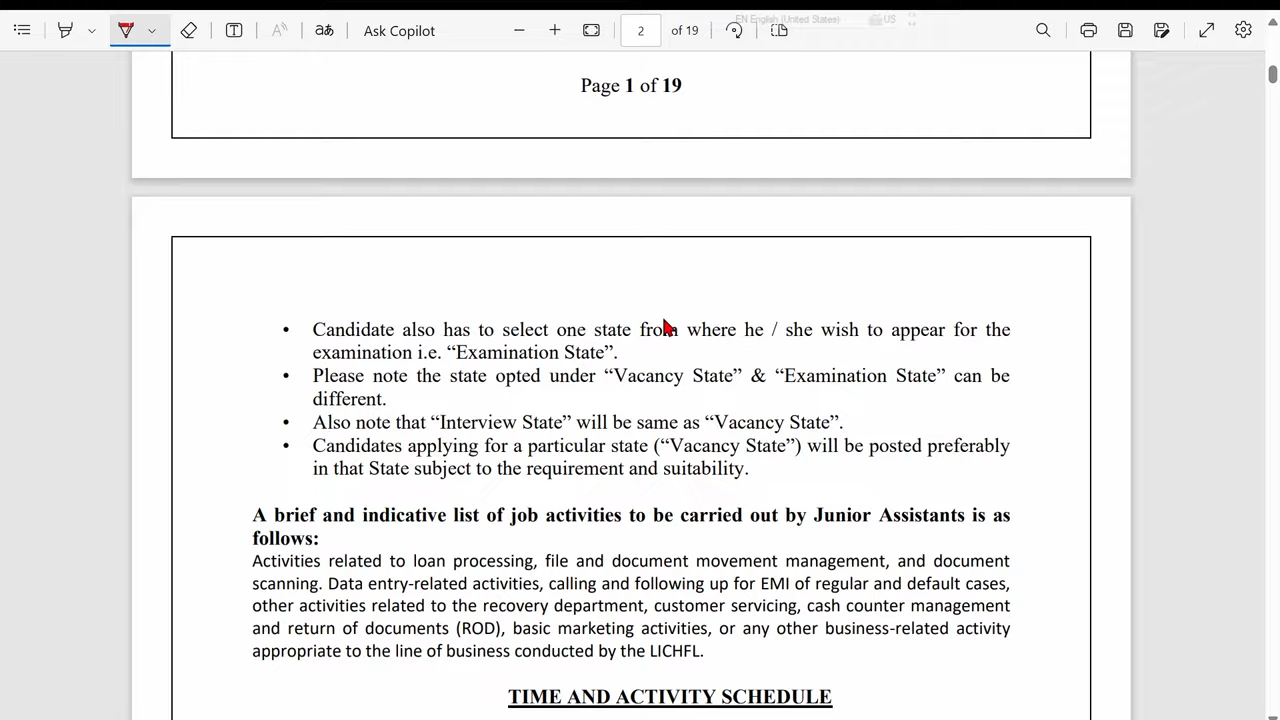 EN English (United States) US
Ask Copilot 2 of 19
Page 1 of 19
• Candidate also has to select one state from where he / she wish to appear for the
examination i.e. “Examination State”.
• Please note the state opted under “Vacancy State” & “Examination State” can be
different.
• Also note that “Interview State” will be same as “Vacancy State”.
• Candidates applying for a particular state (“Vacancy State”) will be posted preferably
in that State subject to the requirement and suitability.
A brief and indicative list of job activities to be carried out by Junior Assistants is as
follows:
Activities related to loan processing, file and document movement management, and document
scanning. Data entry-related activities, calling and following up for EMI of regular and default cases,
other activities related to the recovery department, customer servicing, cash counter management
and return of documents (ROD), basic marketing activities, or any other business-related activity
appropriate to the line of business conducted by the LICHFL.
TIME AND ACTIVITY SCHEDULE